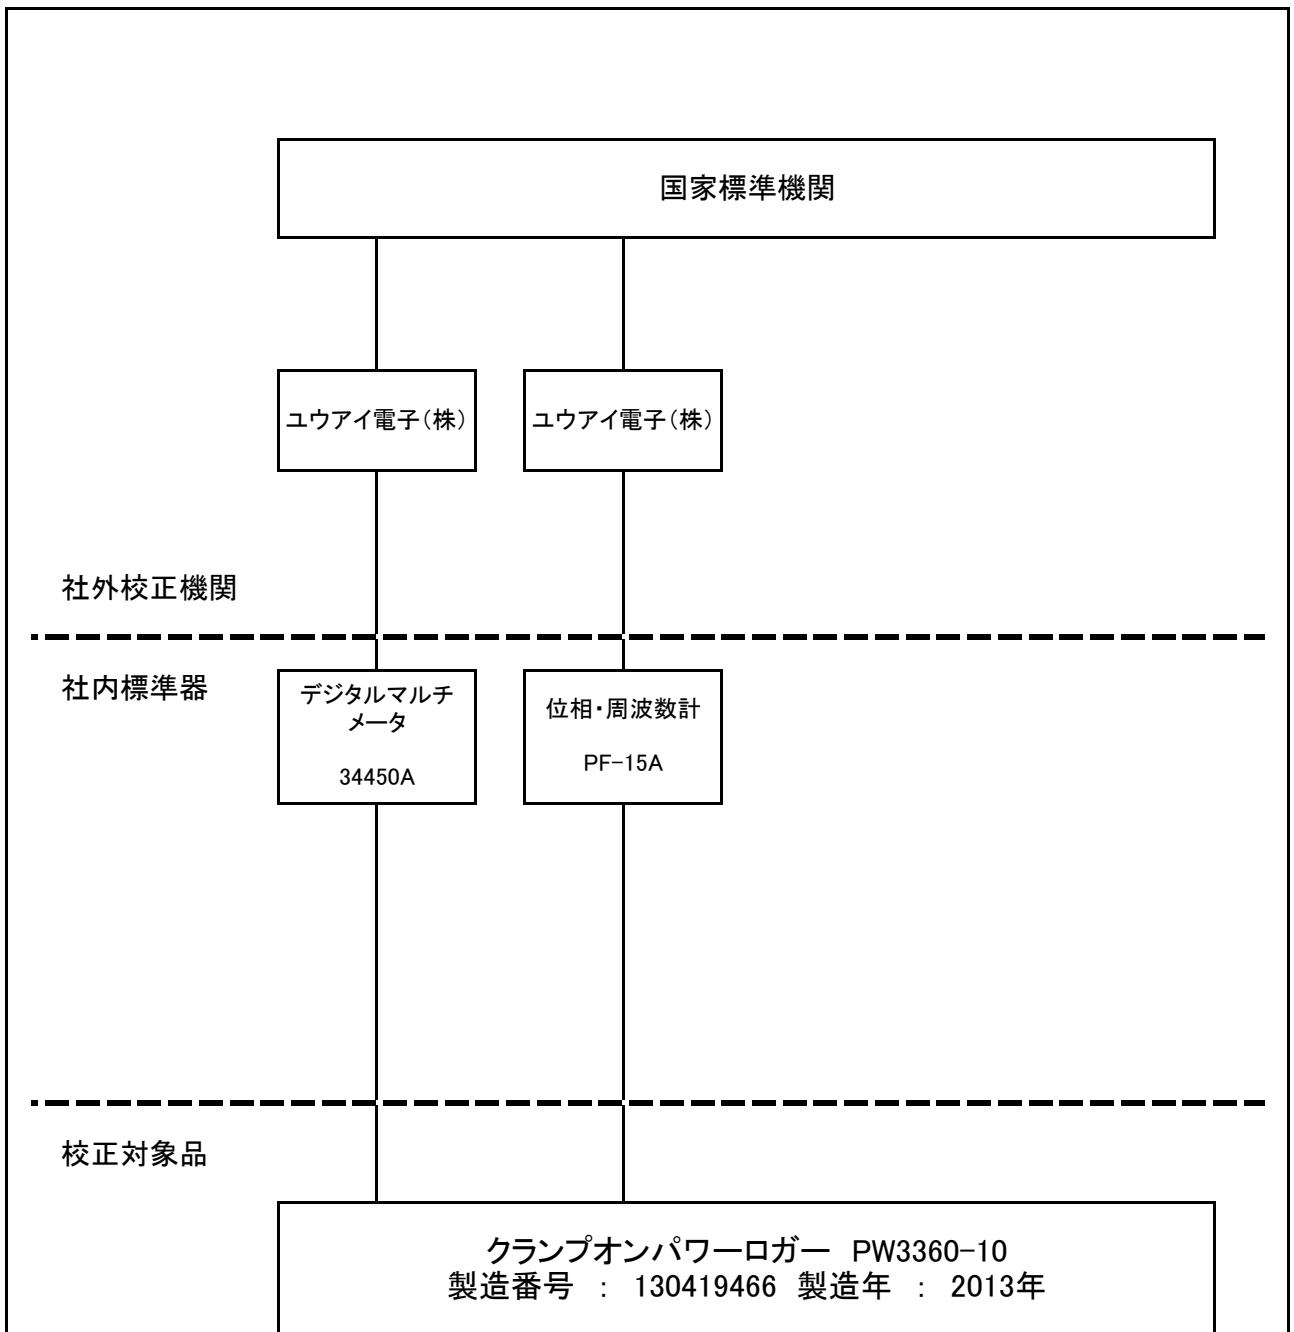 国家標準機関
ユウアイ電子(株)
ユウアイ電子(株)
社外校正機関
社内標準器
デジタルマルチ
メータ
34450A
位相・周波数計
PF-15A
校正対象品
クランプオンパワーロガー PW3360-10
製造番号 : 130419466 製造年 : 2013年